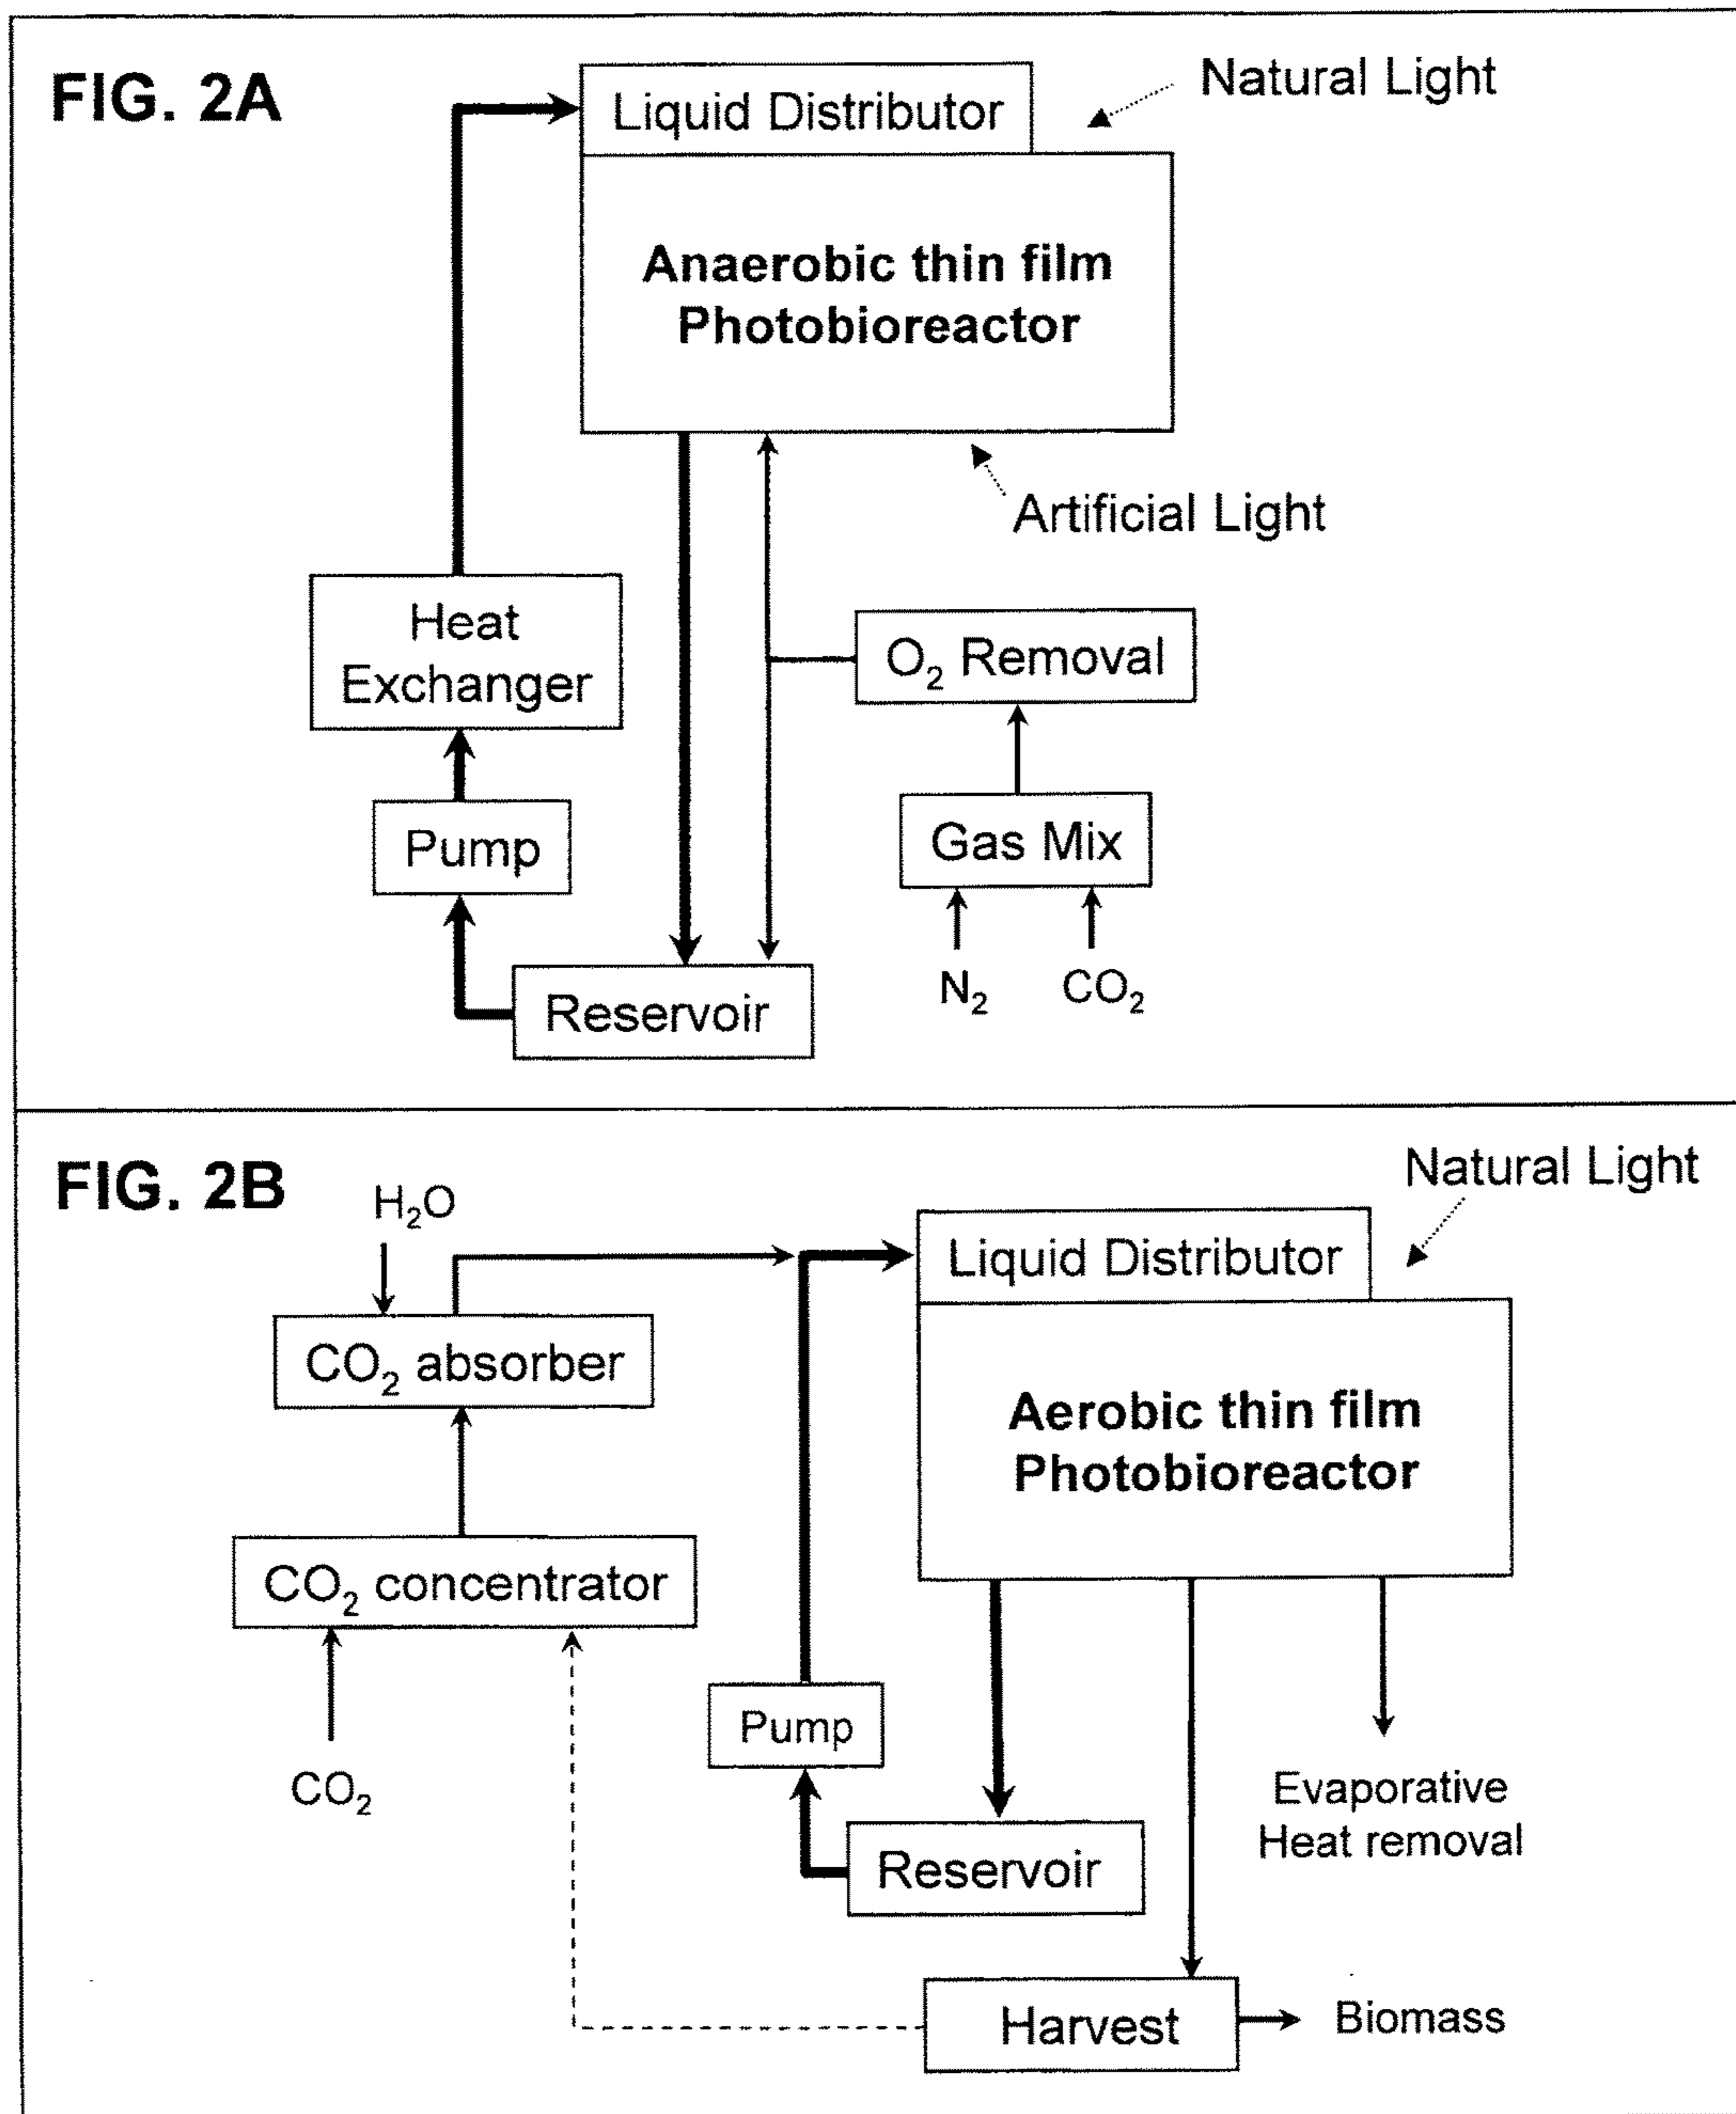 FIG. 2A
Natural Light
Liquid Distributor
Anaerobic thin film
Photobioreactor
Artificial Light
Heat
Exchanger
O₂ Removal
Pump
Gas Mix
N₂
CO₂
Reservoir
FIG. 2B
Natural Light
H₂O
Liquid Distributor
CO₂ absorber
Aerobic thin film
Photobioreactor
CO₂ concentrator
Pump
CO₂
Evaporative
Heat removal
Reservoir
Harvest
Biomass